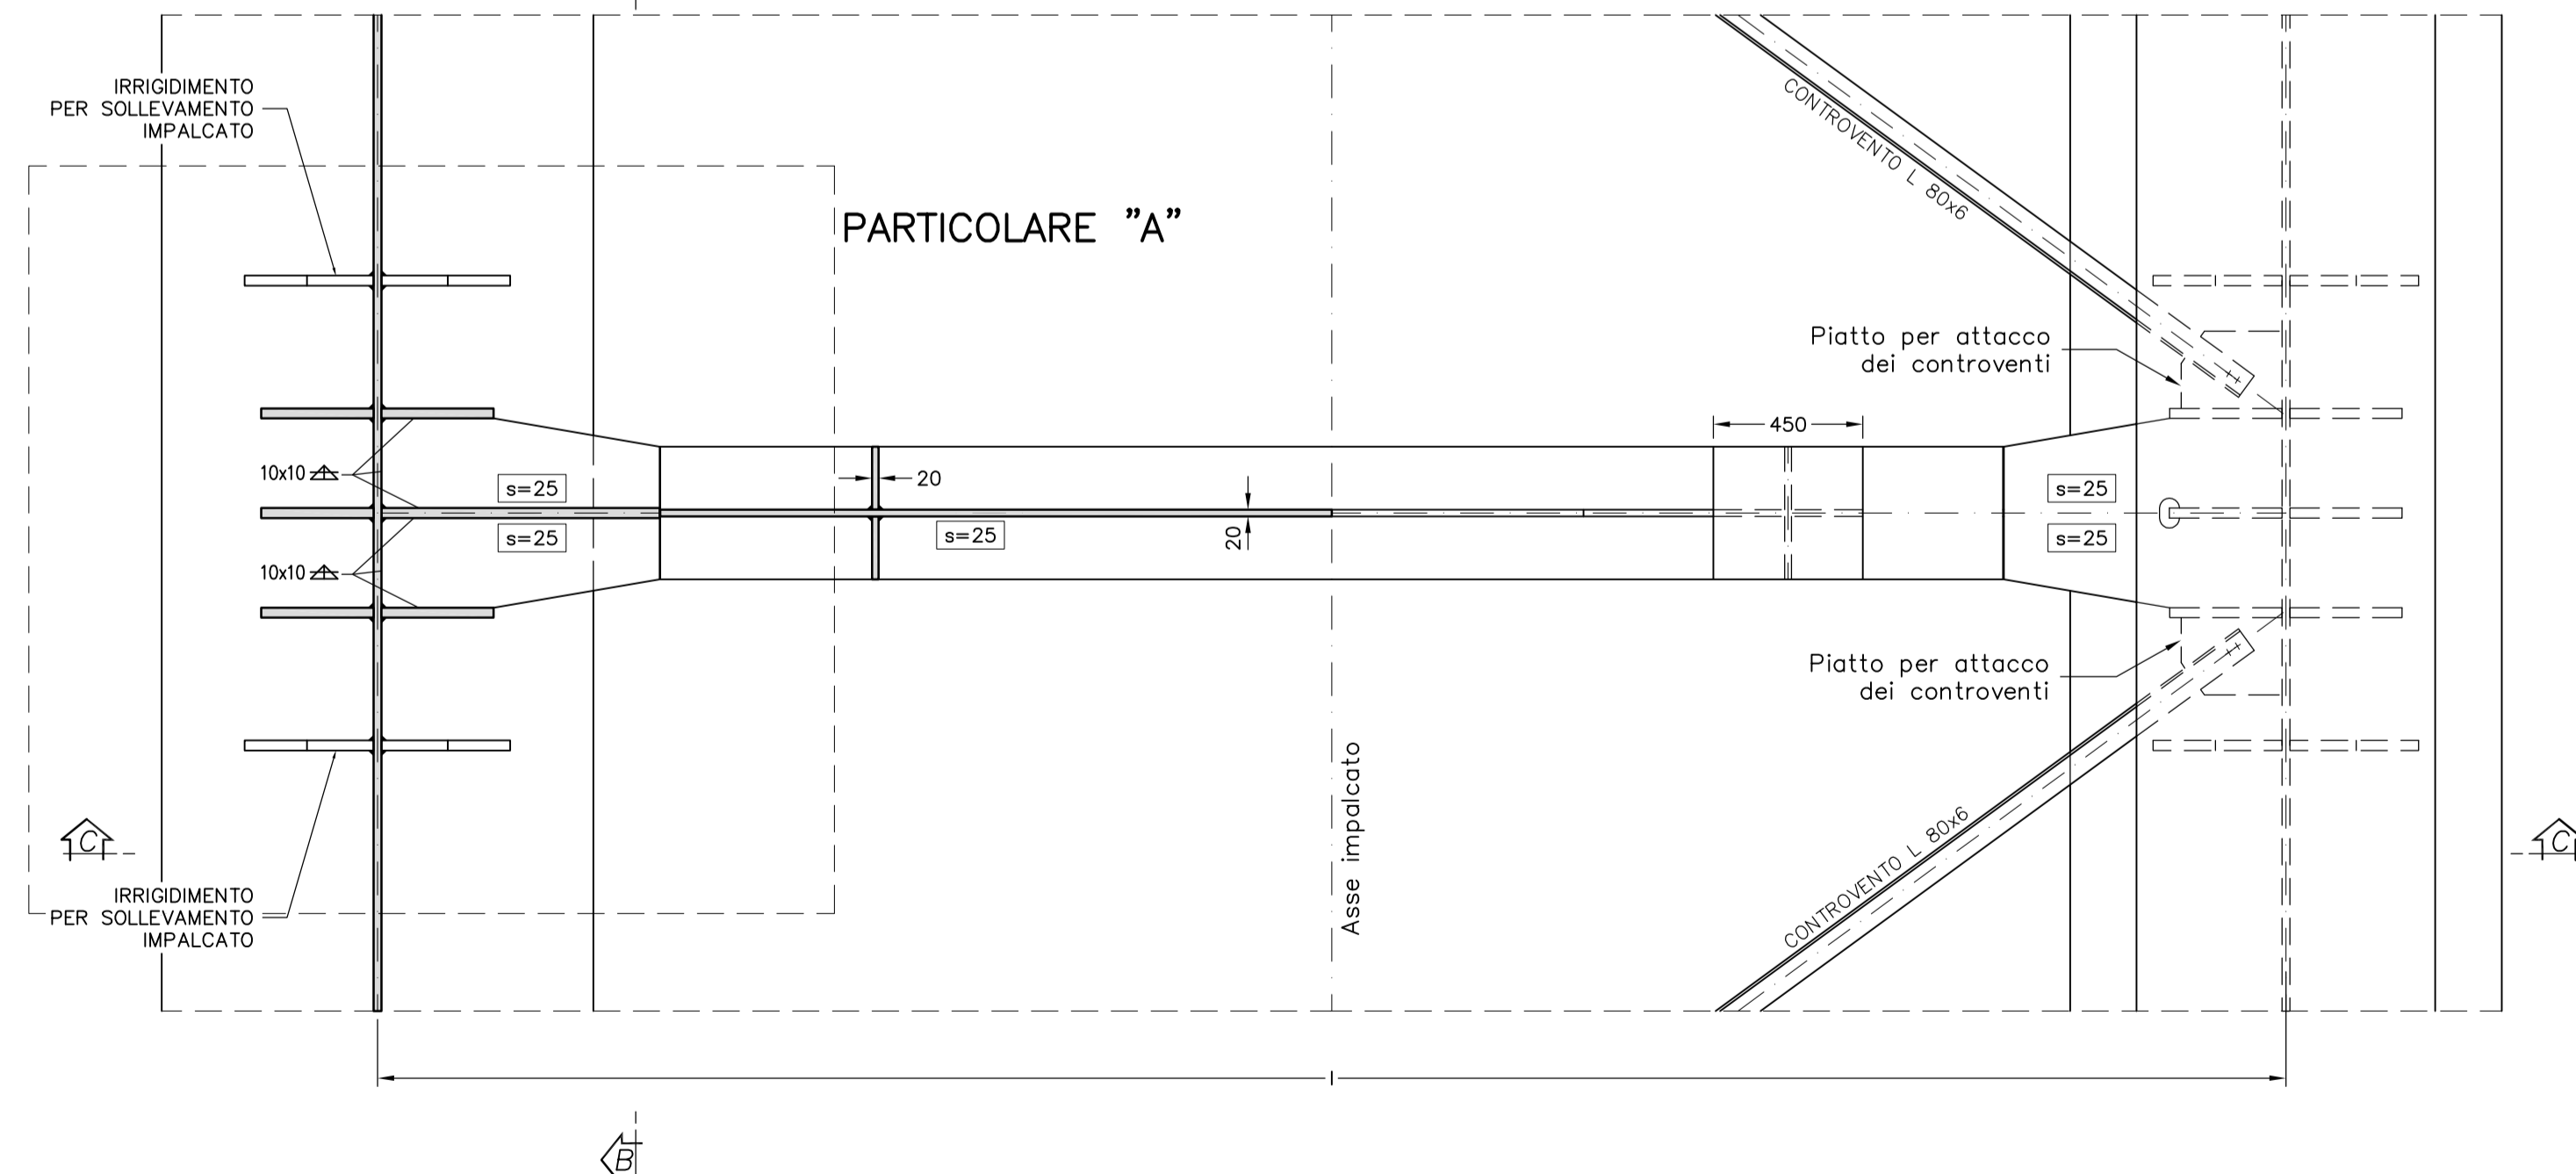 IRRIGIDIMENTO
PER SOLLEVAMENTO
IMPALCATO
CONTROVENTO L 80x6
PARTICOLARE ”A”
Piatto per attacco
dei controventi
450
10x10
s=25
20
s=25
s=25
20
s=25
s=25
10x10
s=25
Piatto per attacco
dei controventi
Asse impalcato
CONTROVENTO L 80x6
C
C
IRRIGIDIMENTO
PER SOLLEVAMENTO
IMPALCATO
I
B